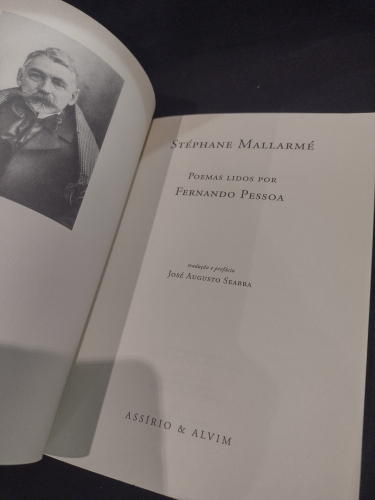 STÉPHANE MALLARMÉ
POEMAS LIDOS POR
FERNANDO PESSOA
tradução e prefácio
JOSÉ AUGUSTO SEABRA
ASSÍRIO & ALVIM